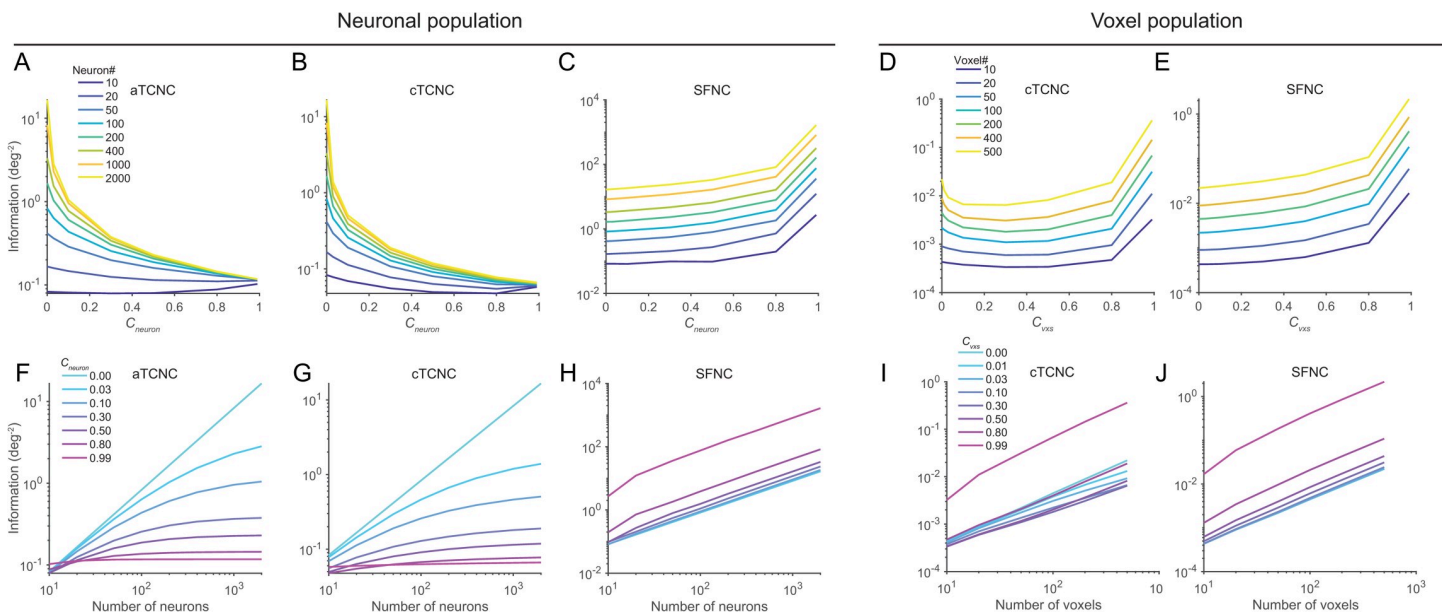 Neuronal population
Voxel population
A
Neuron#
10
20
50
100
200
400
1000
2000
aTCNC
Information (deg⁻²)
10¹
10⁰
10⁻¹
0 0.2 0.4 0.6 0.8 1
C neuron
B
cTCNC
10¹
10⁰
10⁻¹
0 0.2 0.4 0.6 0.8 1
C neuron
C
SFNC
10⁴
10²
10⁰
10⁻²
0 0.2 0.4 0.6 0.8 1
C neuron
D
Voxel#
10
20
50
100
200
400
500
cTCNC
10⁰
10⁻¹
10⁻²
10⁻³
10⁻⁴
0 0.2 0.4 0.6 0.8 1
C vxs
E
SFNC
10⁰
10⁻²
10⁻⁴
0 0.2 0.4 0.6 0.8 1
C vxs
F
C neuron
0.00
0.03
0.10
0.30
0.50
0.80
0.99
aTCNC
Information (deg⁻²)
10¹
10⁰
10⁻¹
10¹ 10² 10³
Number of neurons
G
cTCNC
10¹
10⁰
10⁻¹
10¹ 10² 10³
Number of neurons
H
SFNC
10⁴
10²
10⁰
10⁻²
10¹ 10² 10³
Number of neurons
I
C vxs
0.00
0.01
0.03
0.10
0.30
0.50
0.80
0.99
cTCNC
10⁰
10⁻¹
10⁻²
10⁻³
10⁻⁴
10¹ 10² 10
Number of voxels
J
SFNC
10⁰
10⁻²
10⁻⁴
10¹ 10² 10³
Number of voxels